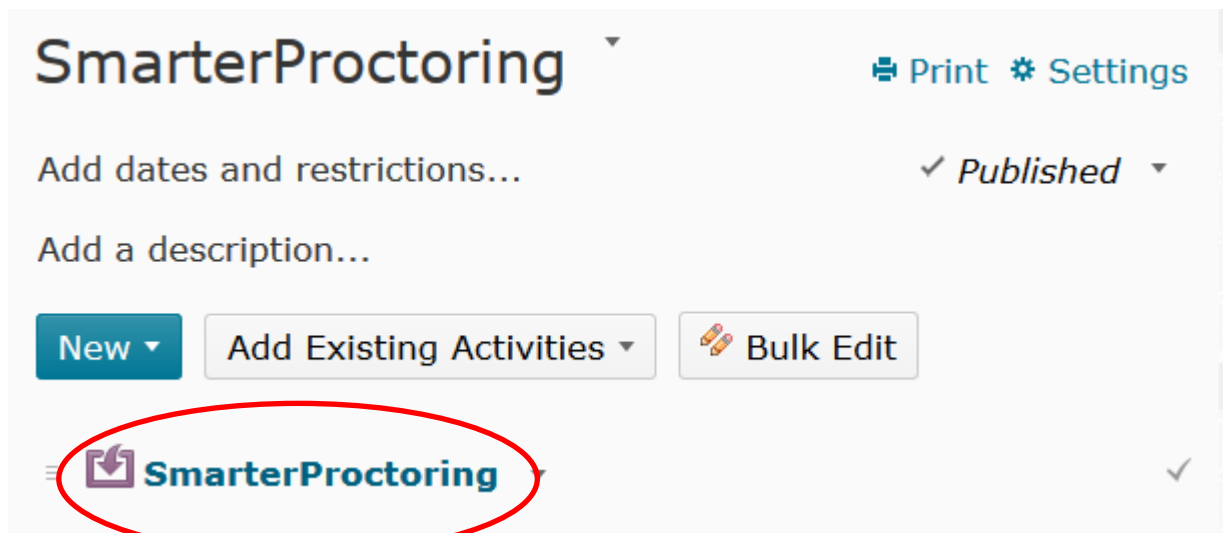 SmarterProctoring
Print Settings
Add dates and restrictions...
Published
Add a description...
New Add Existing Activities Bulk Edit
SmarterProctoring